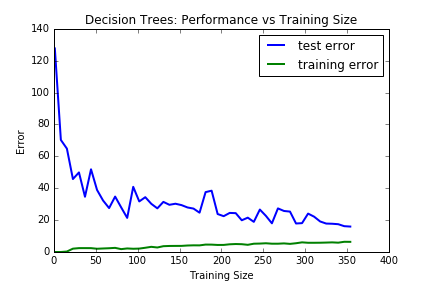 Decision Trees: Performance vs Training Size
140
120
100
80
60
40
20
0
Error
test error
training error
0 50 100 150 200 250 300 350 400
Training Size